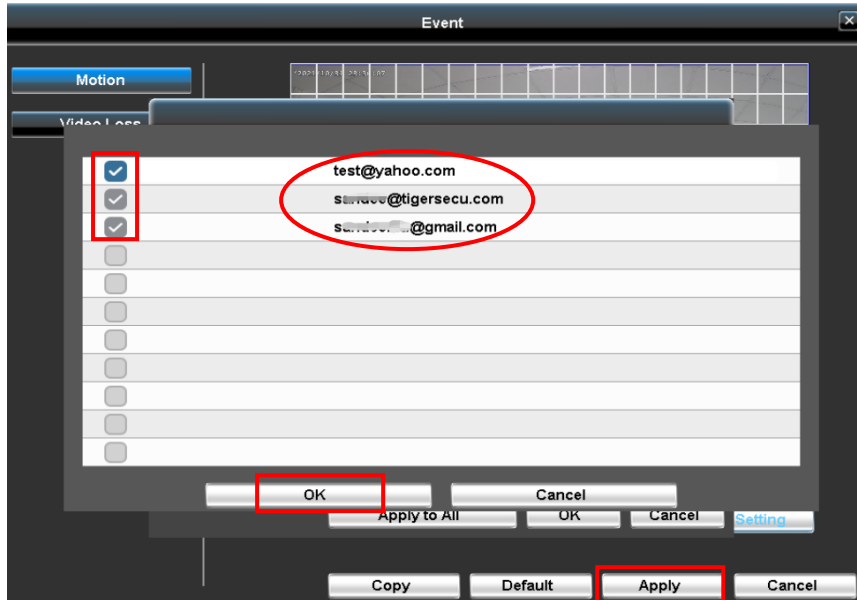 Event
Motion
Video Loss
test@yahoo.com
@tigersecu.com
@gmail.com
OK Cancel
Apply to All OK Cancel Setting
Copy Default Apply Cancel